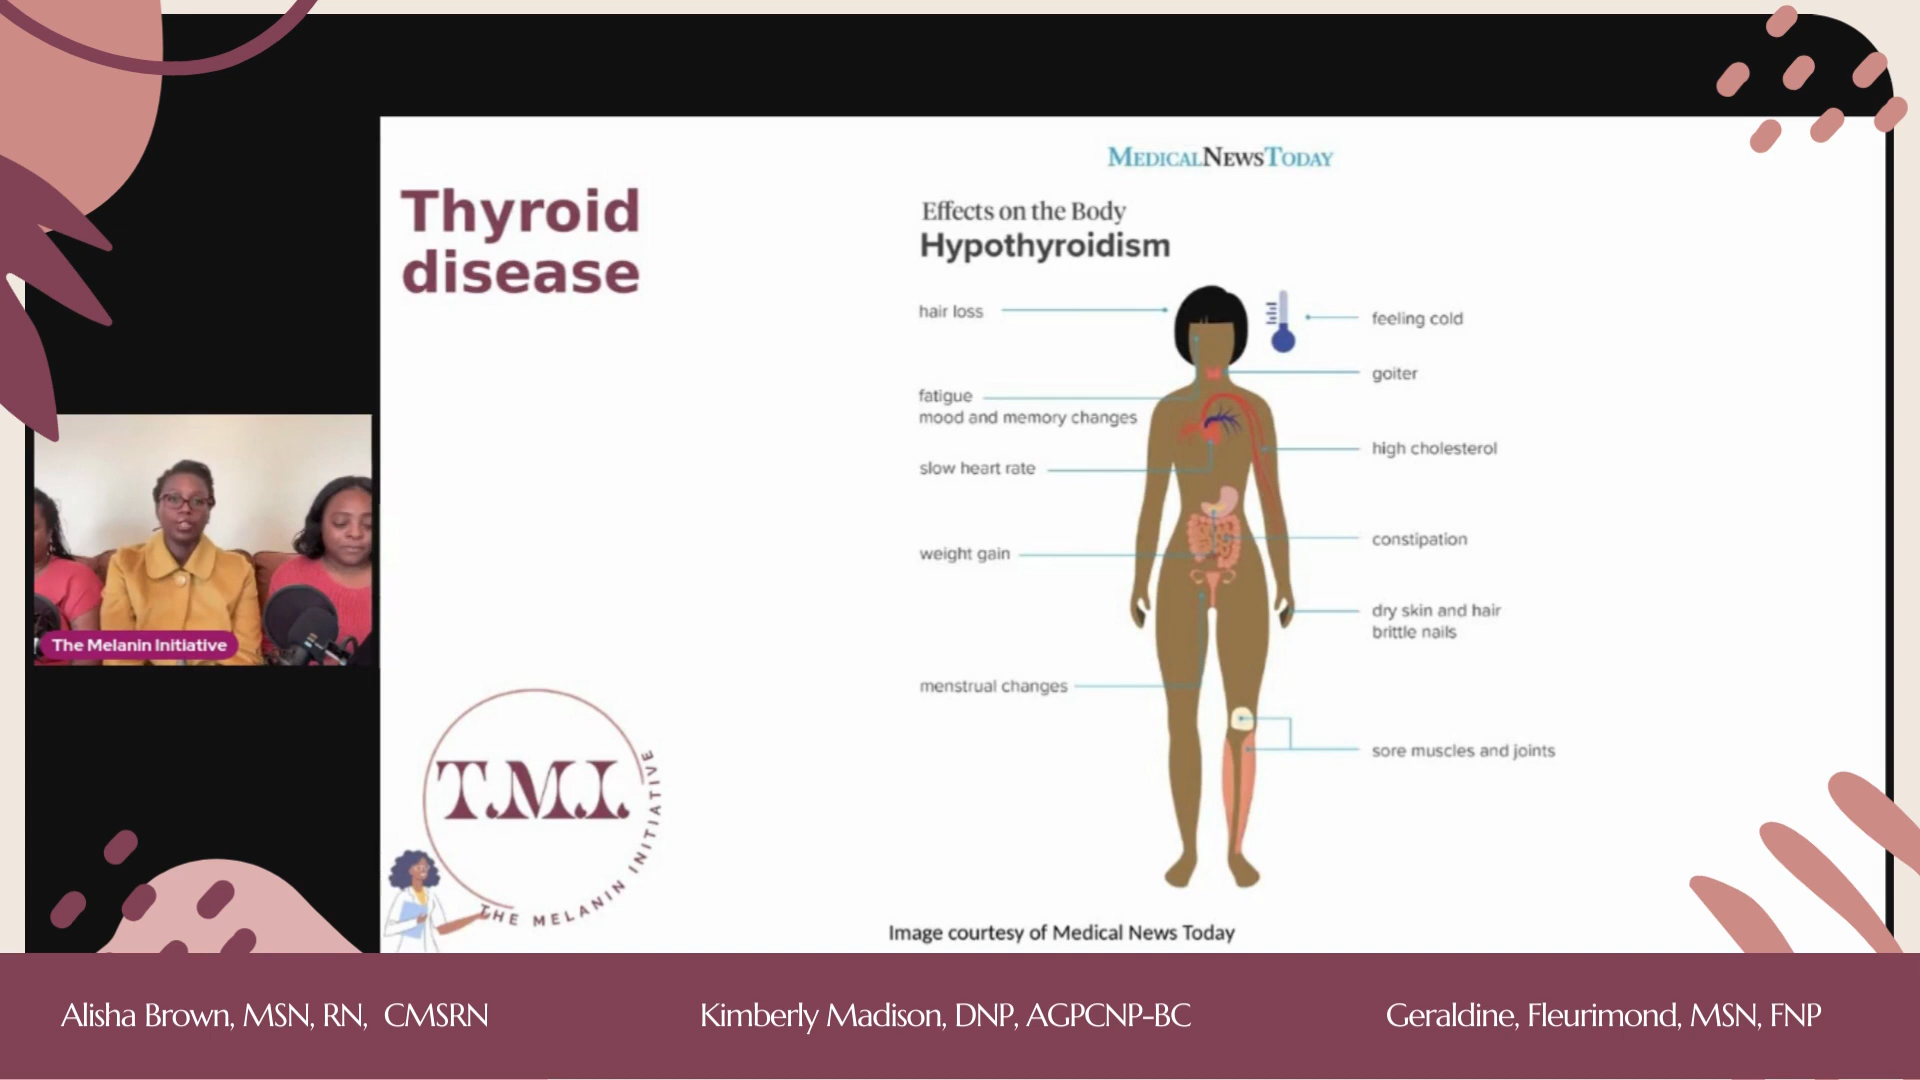 MEDICALNEWSTODAY
Thyroid
disease
Effects on the Body
Hypothyroidism
hair loss
feeling cold
goiter
fatigue
mood and memory changes
high cholesterol
slow heart rate
constipation
weight gain
dry skin and hair
brittle nails
The Melanin Initiative
menstrual changes
sore muscles and joints
T.M.I.
THE MELANIN INITIATIVE
Image courtesy of Medical News Today
Alisha Brown, MSN, RN, CMSRN
Kimberly Madison, DNP, AGPCNP-BC
Geraldine, Fleurimond, MSN, FNP